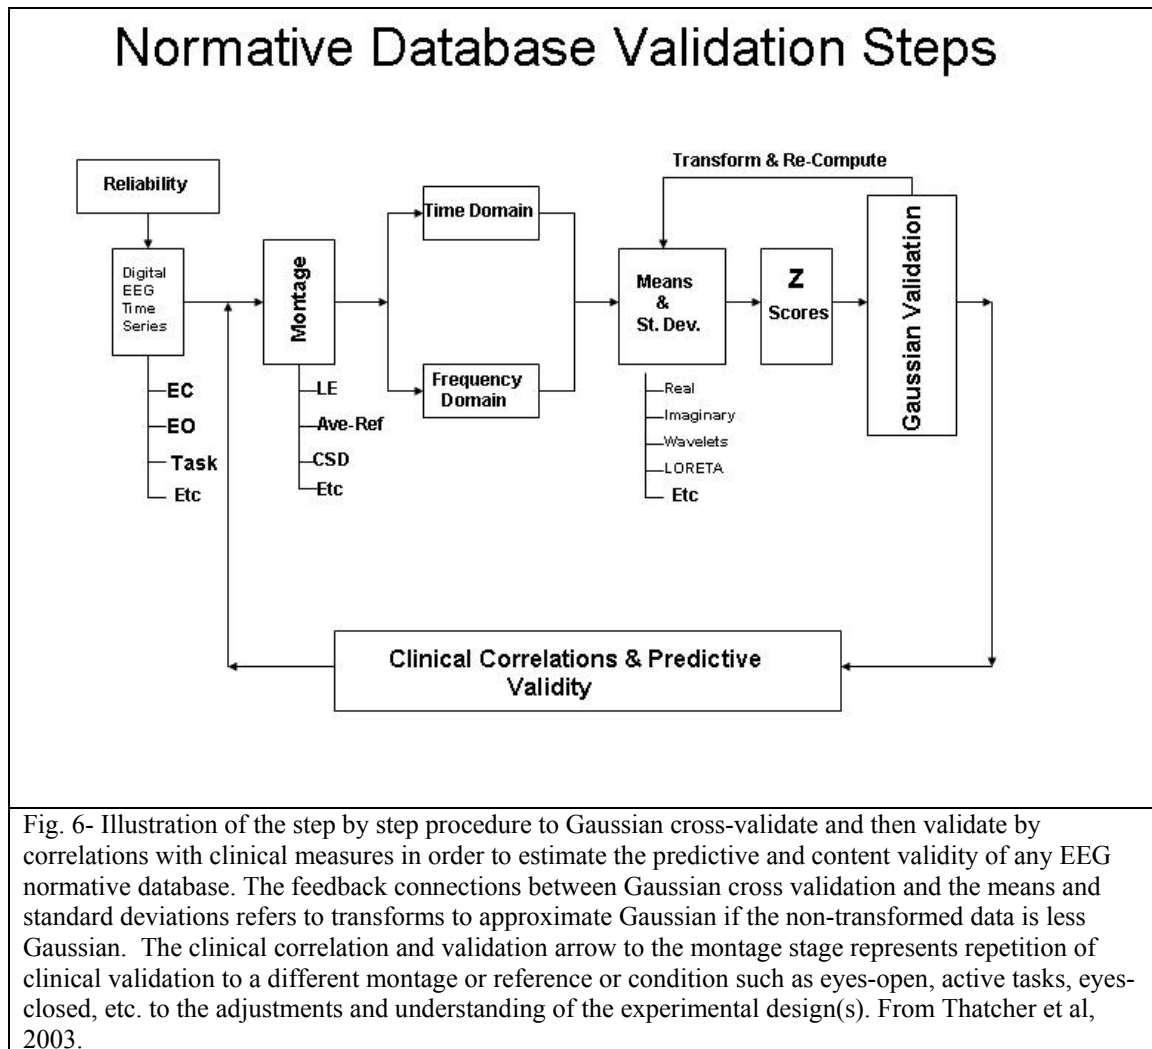 Normative Database Validation Steps
Transform & Re-Compute
Reliability
Digital
EEG
Time
Series
EC
EO
Task
Etc
Montage
LE
Ave-Ref
CSD
Etc
Time Domain
Frequency
Domain
Means
&
St. Dev.
Real
Imaginary
Wavelets
LORETA
Etc
Z
Scores
Gaussian Validation
Clinical Correlations & Predictive
Validity
Fig. 6- Illustration of the step by step procedure to Gaussian cross-validate and then validate by
correlations with clinical measures in order to estimate the predictive and content validity of any EEG
normative database. The feedback connections between Gaussian cross validation and the means and
standard deviations refers to transforms to approximate Gaussian if the non-transformed data is less
Gaussian.  The clinical correlation and validation arrow to the montage stage represents repetition of
clinical validation to a different montage or reference or condition such as eyes-open, active tasks, eyes-
closed, etc. to the adjustments and understanding of the experimental design(s). From Thatcher et al,
2003.